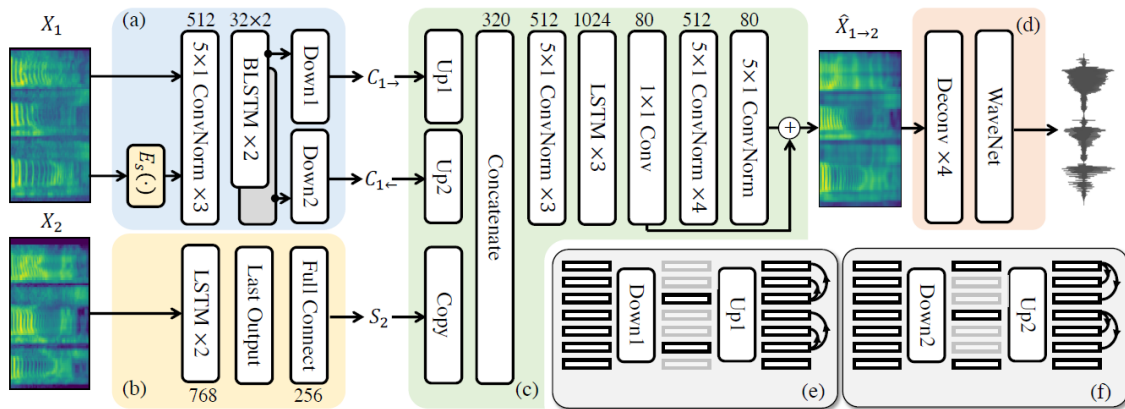 X₁
(a)
512
32×2
5×1 ConvNorm ×3
BLSTM ×2
Down1
Down2
Eₛ(·)
C₁→
C₁←
X₂
(b)
LSTM ×2
768
Last Output
Full Connect
256
S₂
Up1
Up2
Copy
(c)
320
Concatenate
512
5×1 ConvNorm ×3
1024
LSTM ×3
80
1×1 Conv
512
5×1 ConvNorm ×4
80
5×1 ConvNorm
+
X̂₁→₂
(d)
Deconv ×4
WaveNet
Down1
Up1
(e)
Down2
Up2
(f)